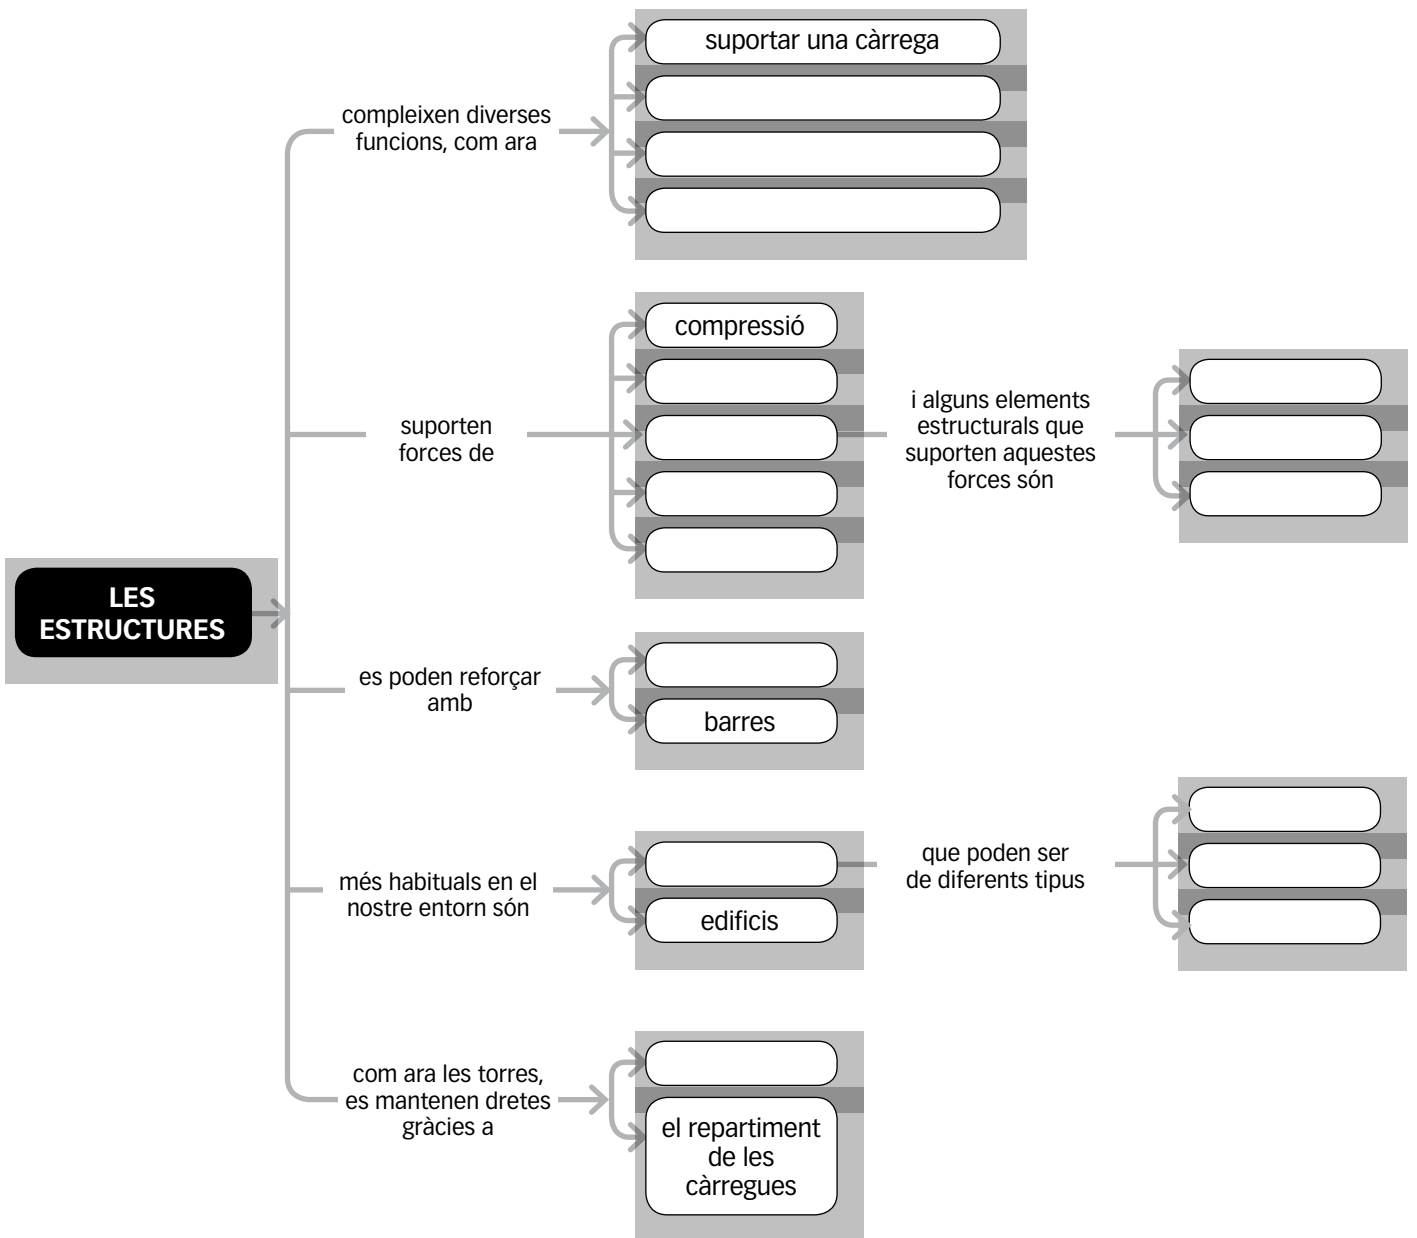 suportar una càrrega
compleixen diverses
funcions, com ara
compressió
suporten
forces de
i alguns elements
estructurals que
suporten aquestes
forces són
LES
ESTRUCTURES
es poden reforçar
amb
barres
més habituals en el
nostre entorn són
edificis
que poden ser
de diferents tipus
com ara les torres,
es mantenen dretes
gràcies a
el repartiment
de les
càrregues